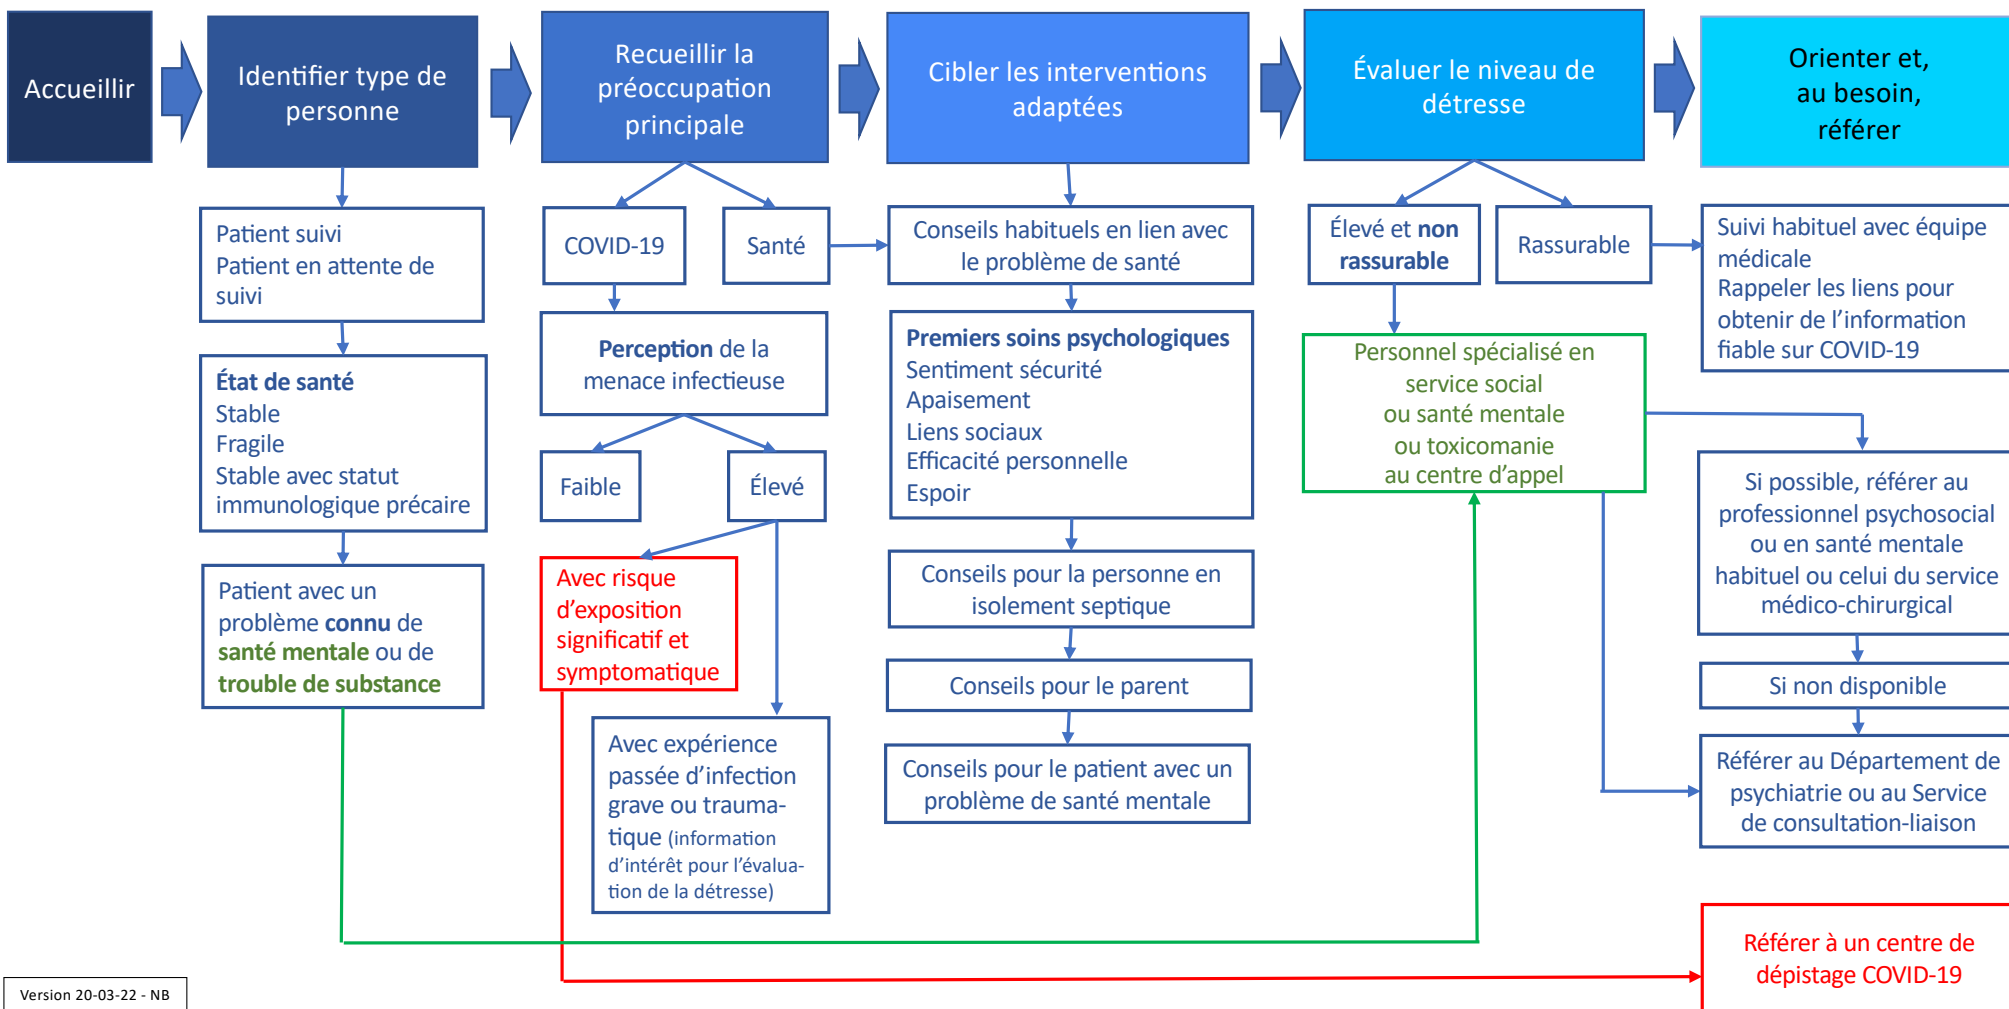 Accueillir
Identifier type de
personne
Recueillir la
préoccupation
principale
Cibler les interventions
adaptées
Évaluer le niveau de
détresse
Orienter et,
au besoin,
référer
Patient suivi
Patient en attente de
suivi
État de santé
Stable
Fragile
Stable avec statut
immunologique précaire
Patient avec un
problème connu de
santé mentale ou de
trouble de substance
COVID-19
Santé
Perception de la
menace infectieuse
Faible
Élevé
Avec risque
d’exposition
significatif et
symptomatique
Avec expérience
passée d’infection
grave ou trauma-
tique (information
d’intérêt pour l’évalua-
tion de la détresse)
Conseils habituels en lien avec
le problème de santé
Premiers soins psychologiques
Sentiment sécurité
Apaisement
Liens sociaux
Efficacité personnelle
Espoir
Conseils pour la personne en
isolement septique
Conseils pour le parent
Conseils pour le patient avec un
problème de santé mentale
Élevé et non
rassurable
Rassurable
Personnel spécialisé en
service social
ou santé mentale
ou toxicomanie
au centre d’appel
Suivi habituel avec équipe
médicale
Rappeler les liens pour
obtenir de l’information
fiable sur COVID-19
Si possible, référer au
professionnel psychosocial
ou en santé mentale
habituel ou celui du service
médico-chirurgical
Si non disponible
Référer au Département de
psychiatrie ou au Service
de consultation-liaison
Référer à un centre de
dépistage COVID-19
Version 20-03-22 - NB